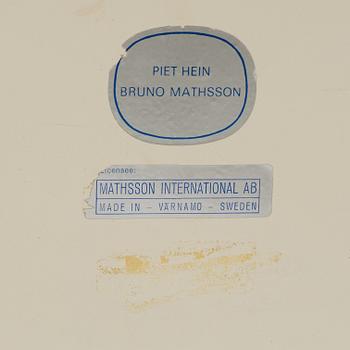 PIET HEIN
BRUNO MATHSSON
Licensee:
MATHSSON INTERNATIONAL AB
MADE IN – VÄRNAMO – SWEDEN